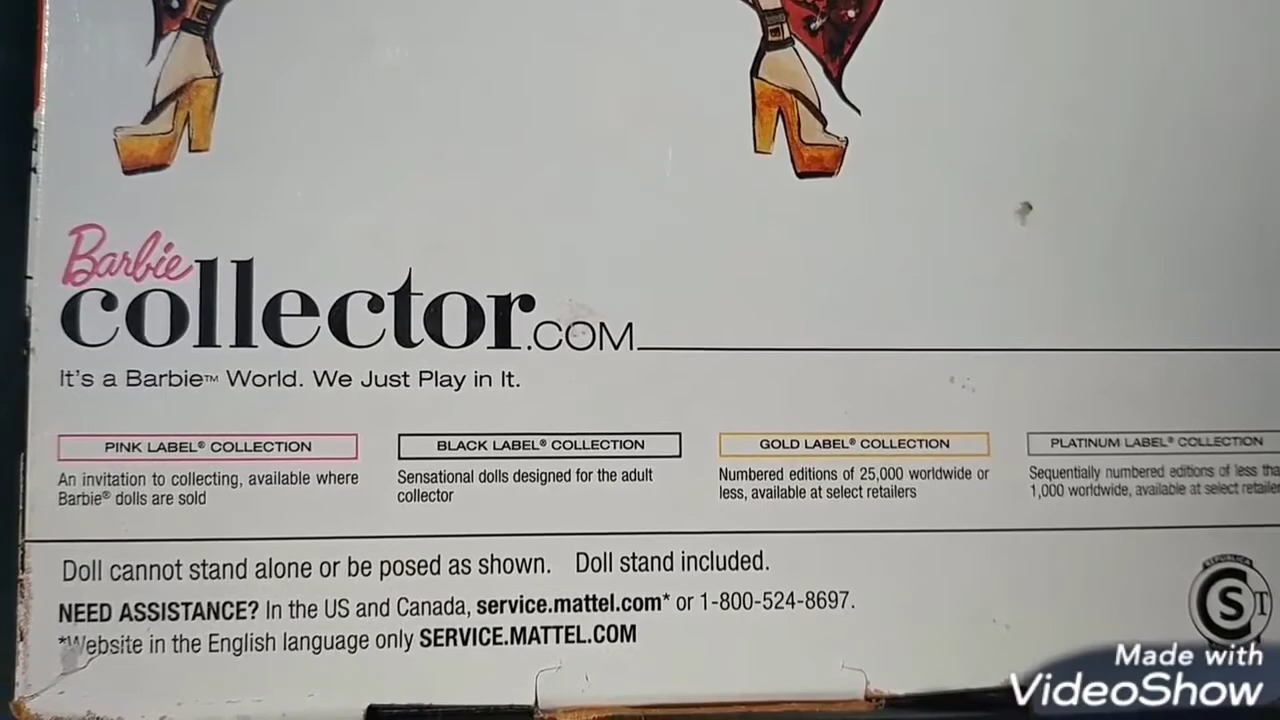 Barbie
collector.COM
It's a Barbie™ World. We Just Play in It.
PINK LABEL® COLLECTION
An invitation to collecting, available where
Barbie® dolls are sold
BLACK LABEL® COLLECTION
Sensational dolls designed for the adult
collector
GOLD LABEL® COLLECTION
Numbered editions of 25,000 worldwide or
less, available at select retailers
PLATINUM LABEL® COLLECTION
Sequentially numbered editions of less tha
1,000 worldwide, available at select retailer
Doll cannot stand alone or be posed as shown. Doll stand included.
NEED ASSISTANCE? In the US and Canada, service.mattel.com* or 1-800-524-8697.
*Website in the English language only SERVICE.MATTEL.COM
S T
Made with
VideoShow